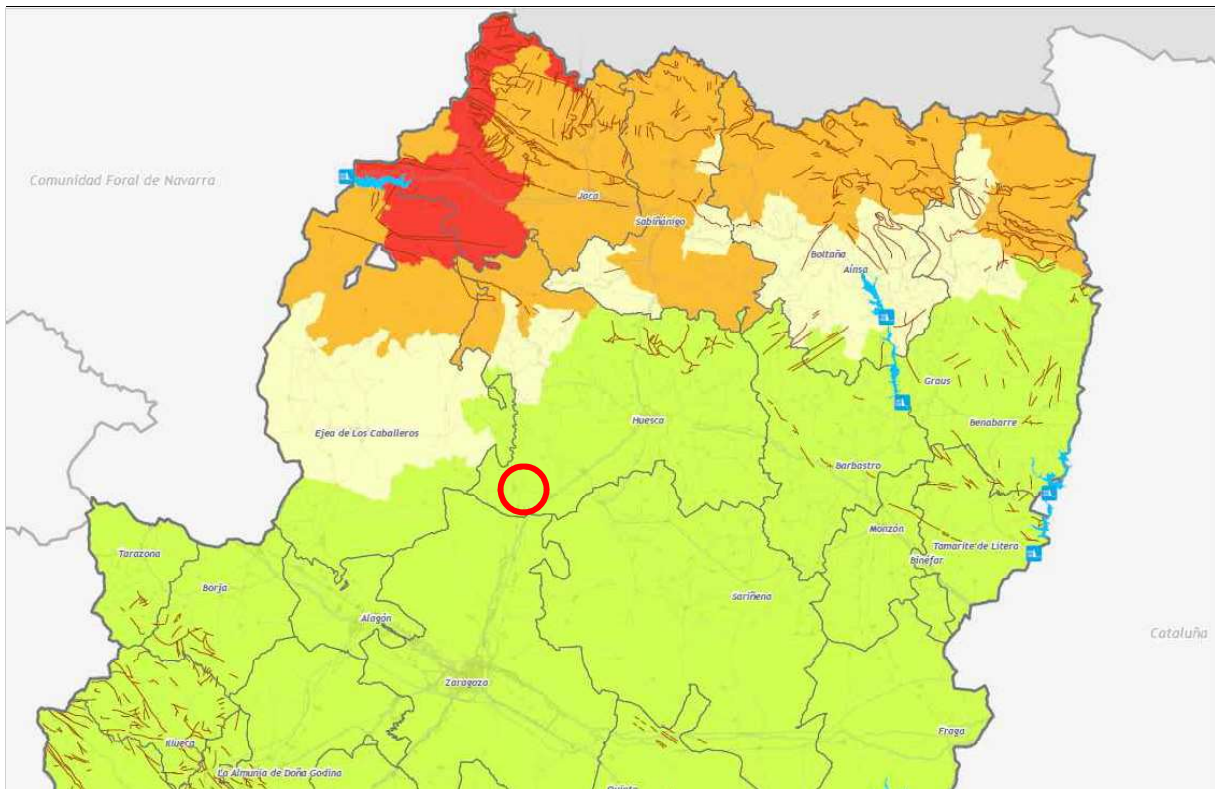 Comunidad Foral de Navarra
Jaca
Sabiñánigo
Boltaña
Aínsa
Graus
Huesca
Benabarre
Ejea de Los Caballeros
Barbastro
Monzón
Tamarite de Litera
Binéfar
Tarazona
Borja
Sariñena
Alagón
Cataluña
Zaragoza
Fraga
Illueca
La Almunia de Doña Godina